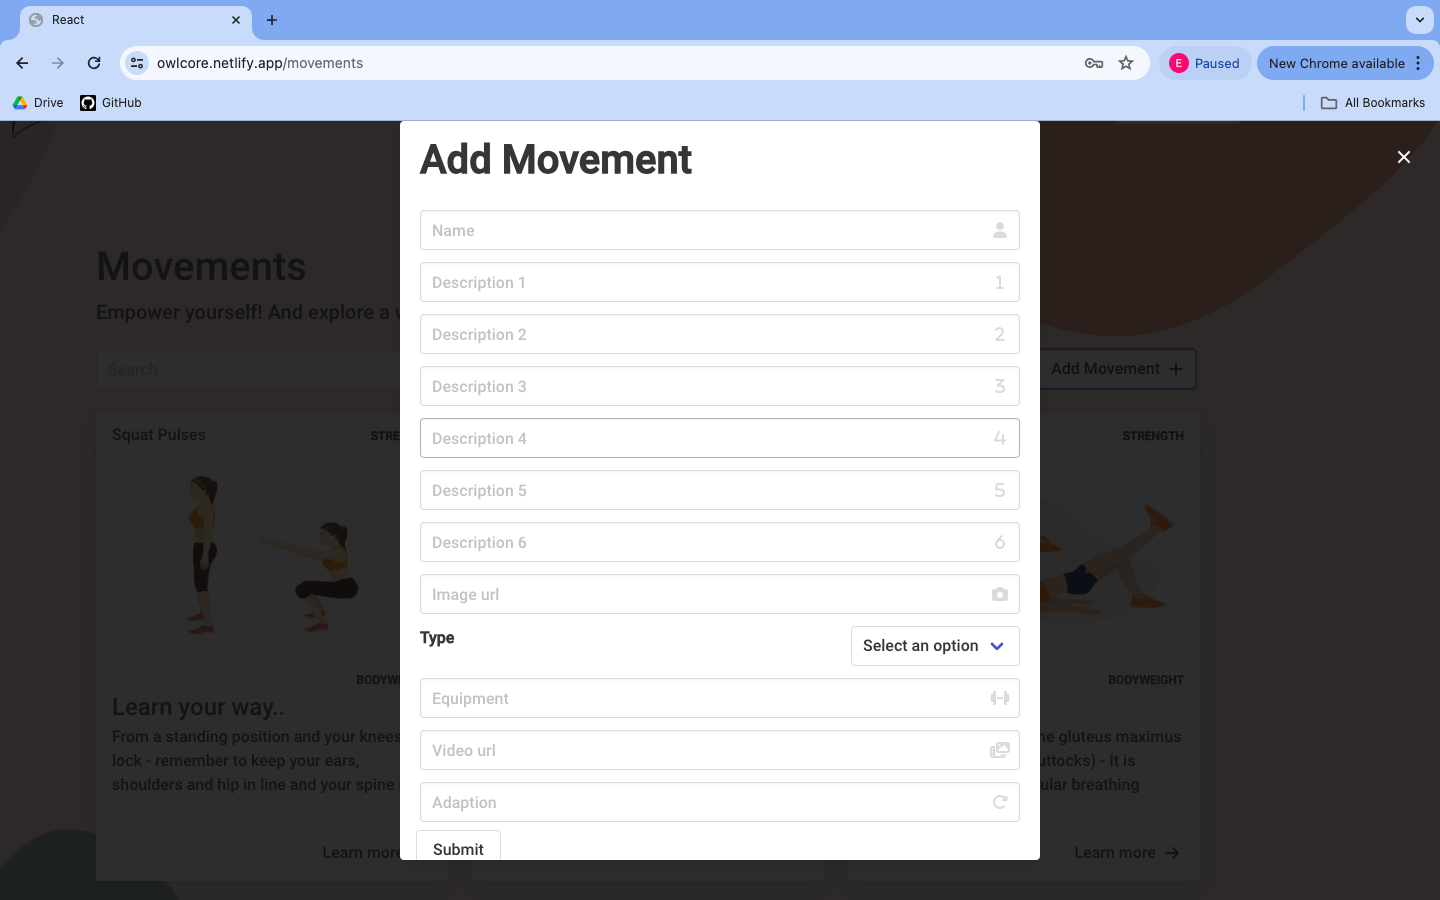 React
owlcore.netlify.app/movements
E
Paused
New Chrome available
Drive
GitHub
All Bookmarks
Add Movement
Name
Description 1
1
Description 2
2
Description 3
3
Description 4
4
Description 5
5
Description 6
6
Image url
Type
Select an option
Equipment
Video url
Adaption
Submit
Movements
Empower yourself! And explore a
Search
Add Movement
Squat Pulses
STRE
BODYW
Learn your way..
From a standing position and your knees
lock - remember to keep your ears,
shoulders and hip in line and your spine
Learn more
STRENGTH
BODYWEIGHT
ne gluteus maximus
uttocks) - It is
ular breathing
Learn more